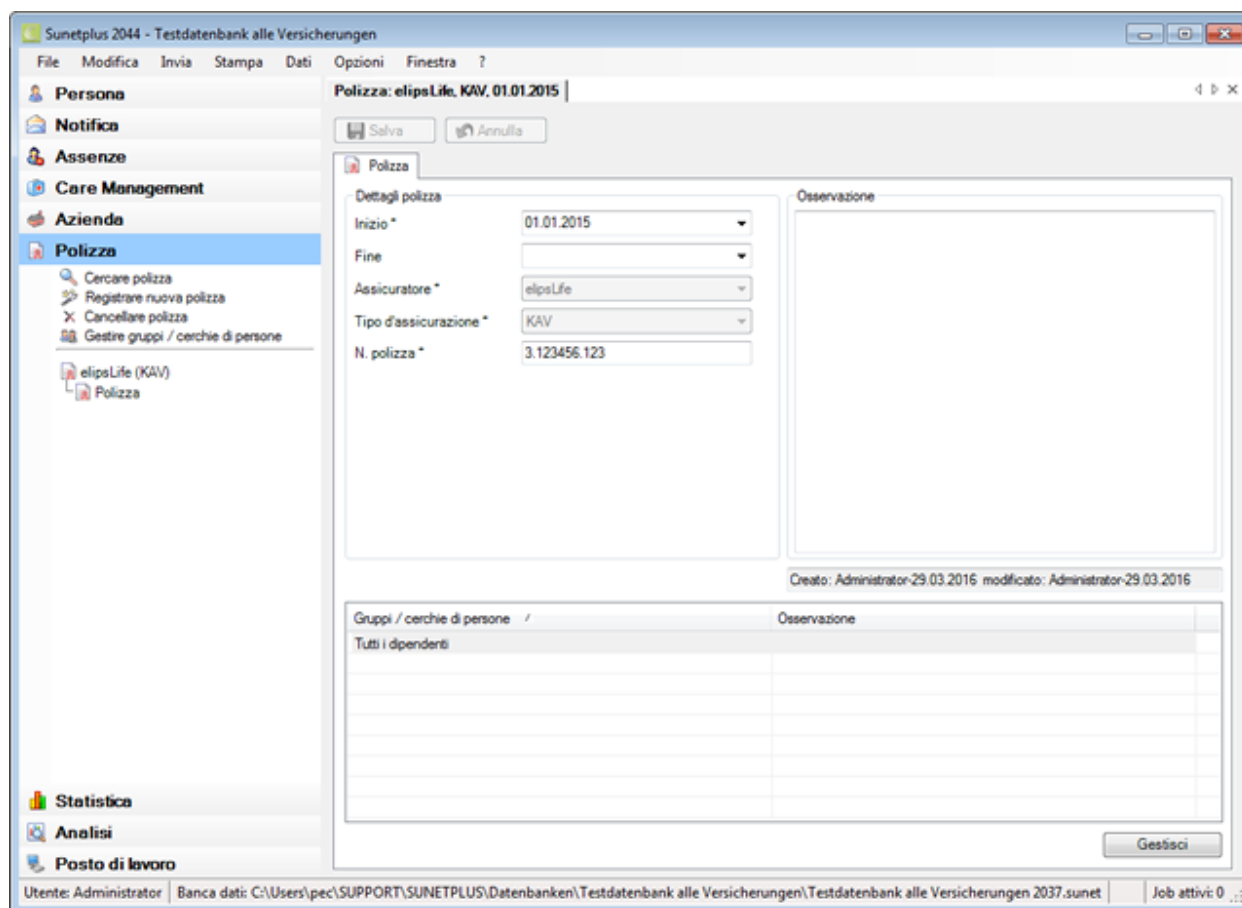 Sunetplus 2044 - Testdatenbank alle Versicherungen
File Modifica Invia Stampa Dati Opzioni Finestra ?
Persona
Notifica
Assenze
Care Management
Azienda
Polizza
Cercare polizza
Registrare nuova polizza
Cancellare polizza
Gestire gruppi / cerchie di persone
elipsLife (KAV)
Polizza
Statistica
Analisi
Posto di lavoro
Polizza: elipsLife, KAV, 01.01.2015
Salva Annulla
Polizza
Dettagli polizza
Inizio * 01.01.2015
Fine
Assicuratore * elipsLife
Tipo d'assicurazione * KAV
N. polizza * 3.123456.123
Osservazione
Creato: Administrator-29.03.2016 modificato: Administrator-29.03.2016
Gruppi / cerchie di persone Osservazione
Tutti i dipendenti
Gestisci
Utente: Administrator Banca dati: C:\Users\pec\SUPPORT\SUNETPLUS\Datenbanken\Testdatenbank alle Versicherungen\Testdatenbank alle Versicherungen 2037.sunet Job attivi: 0